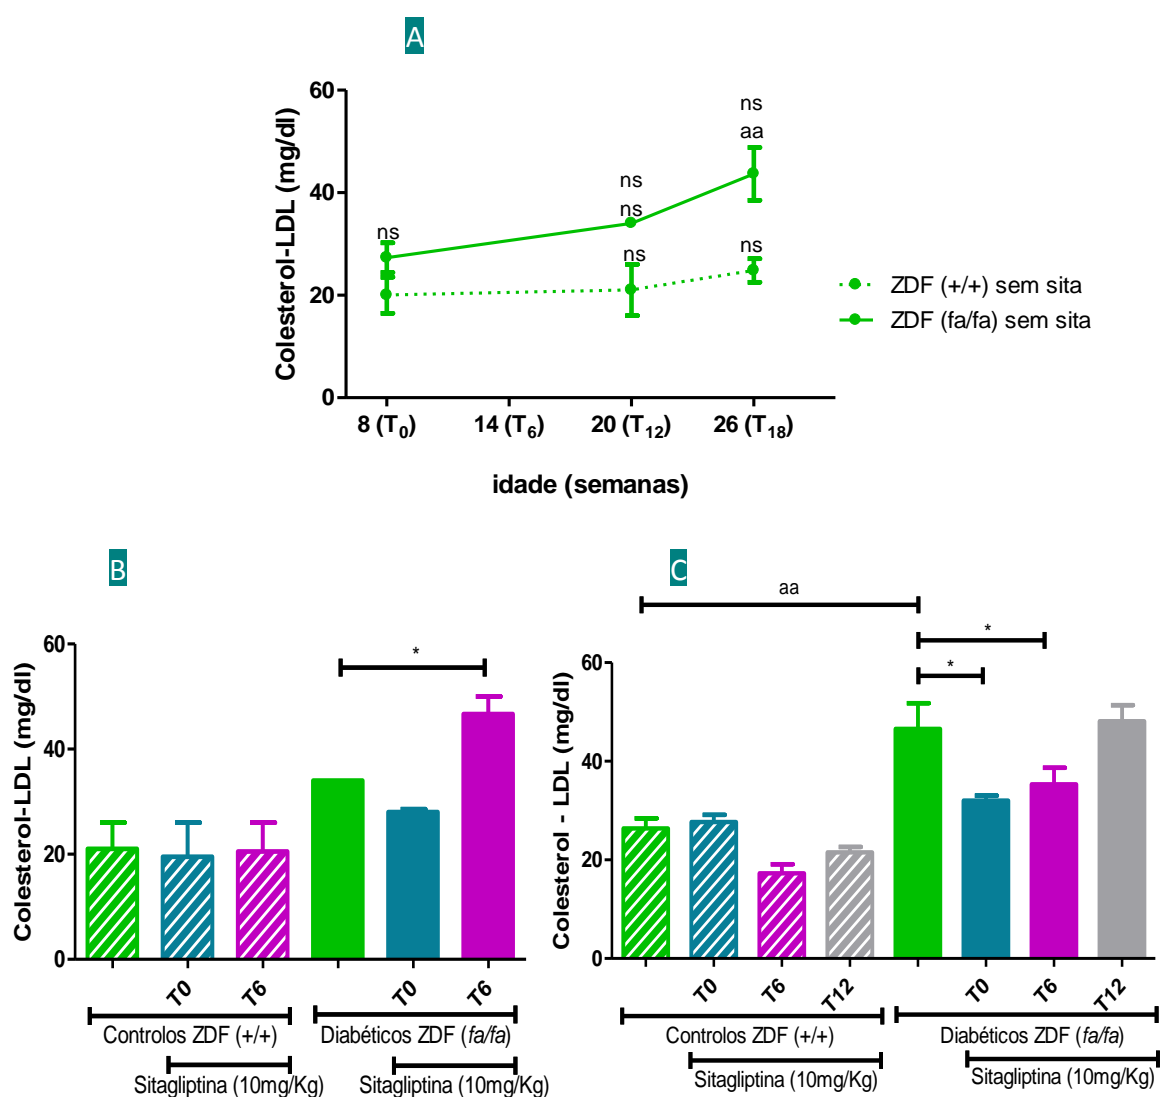 A
Colesterol-LDL (mg/dl)
60
40
20
0
ns
ns
ns
ns
ns
aa
ns
8 (T0)
14 (T6)
20 (T12)
26 (T18)
idade (semanas)
ZDF (+/+) sem sita
ZDF (fa/fa) sem sita
B
Colesterol-LDL (mg/dl)
60
40
20
0
*
T0
T6
T0
T6
Controlos ZDF (+/+)
Diabéticos ZDF (fa/fa)
Sitagliptina (10mg/Kg)
Sitagliptina (10mg/Kg)
C
Colesterol - LDL (mg/dl)
60
40
20
0
aa
*
*
T0
T6
T12
T0
T6
T12
Controlos ZDF (+/+)
Diabéticos ZDF (fa/fa)
Sitagliptina (10mg/Kg)
Sitagliptina (10mg/Kg)